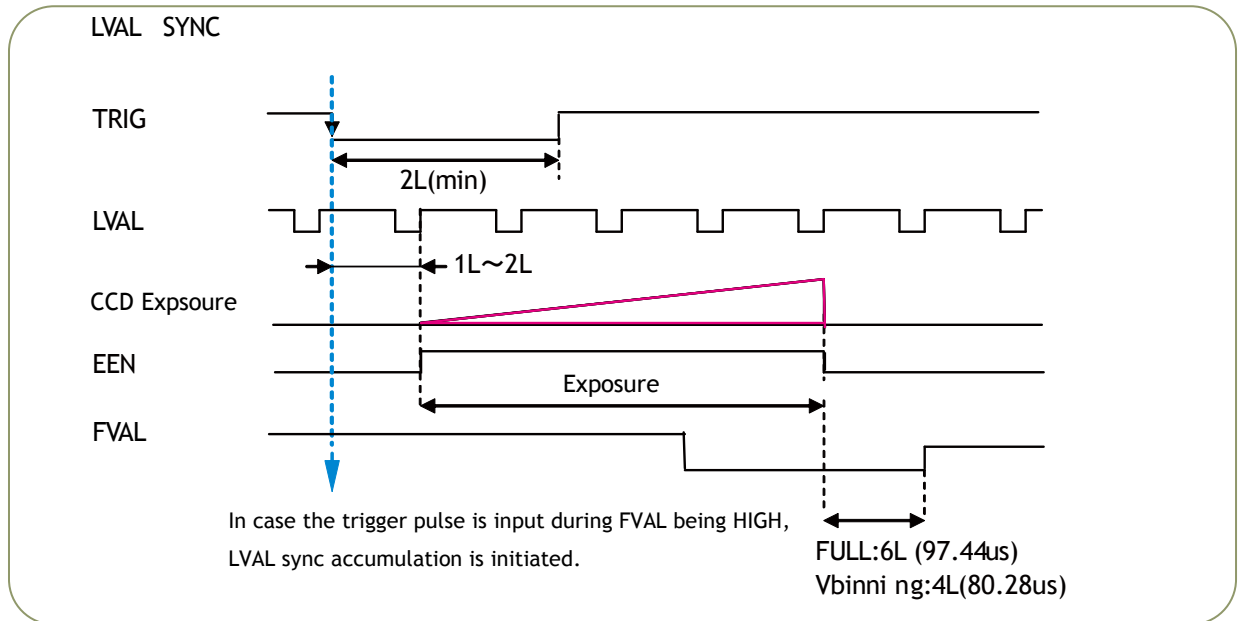 LVAL SYNC
TRIG
2L(min)
LVAL
1L～2L
CCD Expsoure
EEN
Exposure
FVAL
In case the trigger pulse is input during FVAL being HIGH,
LVAL sync accumulation is initiated.
FULL:6L (97.44us)
Vbinni ng:4L(80.28us)